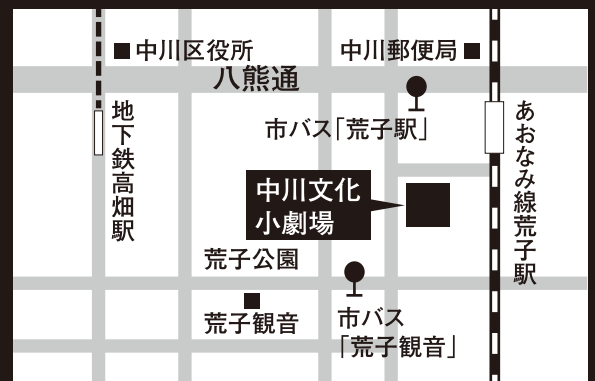 中川区役所
中川郵便局
八熊通
地下鉄高畑駅
市バス「荒子駅」
あおなみ線荒子駅
中川文化
小劇場
荒子公園
荒子観音
市バス
「荒子観音」